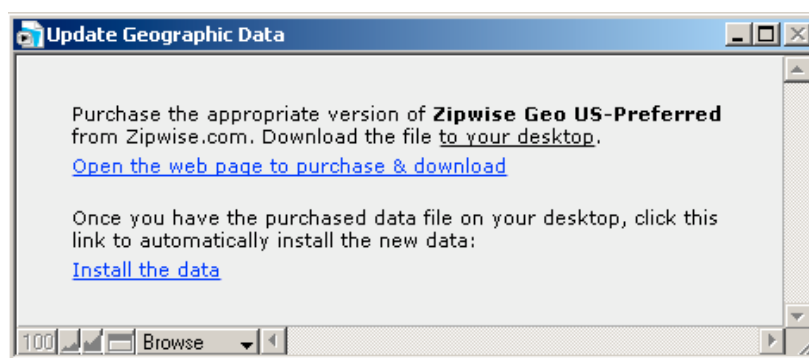 Update Geographic Data
Purchase the appropriate version of Zipwise Geo US-Preferred
from Zipwise.com. Download the file to your desktop.
Open the web page to purchase & download
Once you have the purchased data file on your desktop, click this
link to automatically install the new data:
Install the data
100 Browse